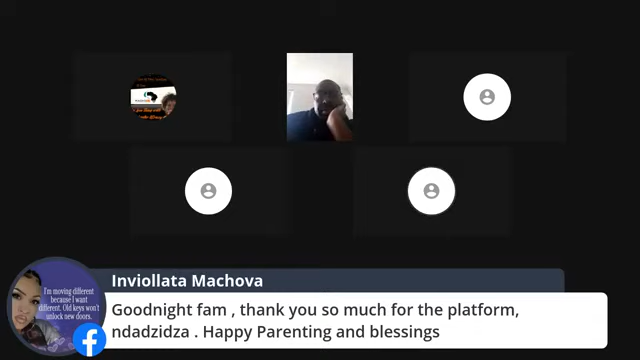 Inviollata Machova
Goodnight fam , thank you so much for the platform,
ndadzidza . Happy Parenting and blessings
I'm moving different
because I want
different. Old keys won't
unlock new doors.